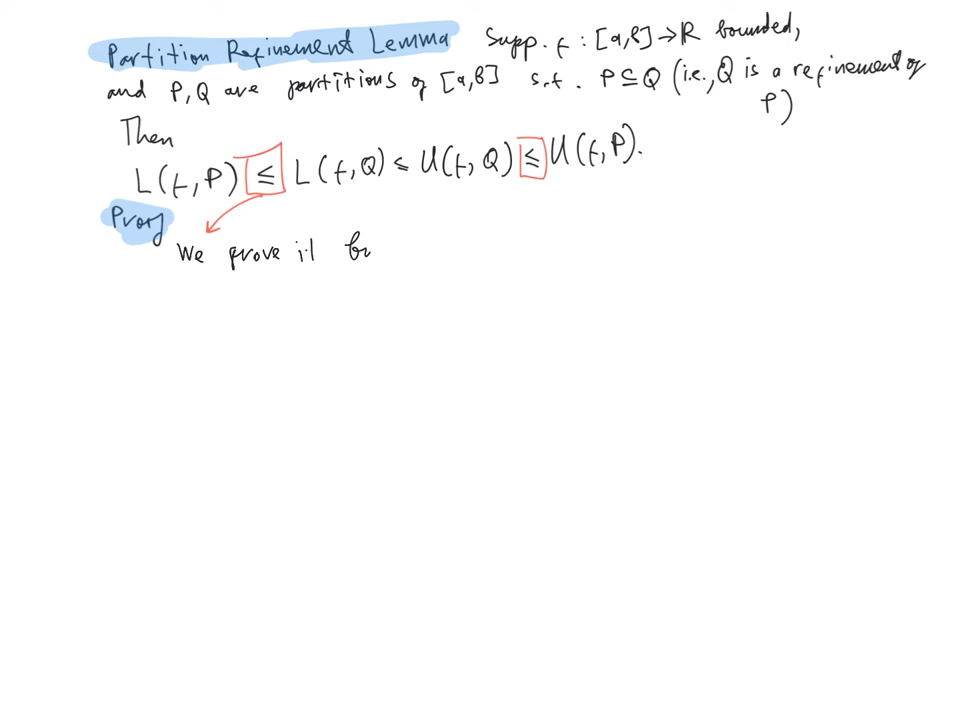 Partition Refinement Lemma Supp. f : [a,b] → R bounded,
and P, Q are partitions of [a,b] s.t. P ⊆ Q (i.e., Q is a refinement of
P)
Then
L(f, P) ≤ L(f, Q) ≤ U(f, Q) ≤ U(f, P).
Proof
We prove it